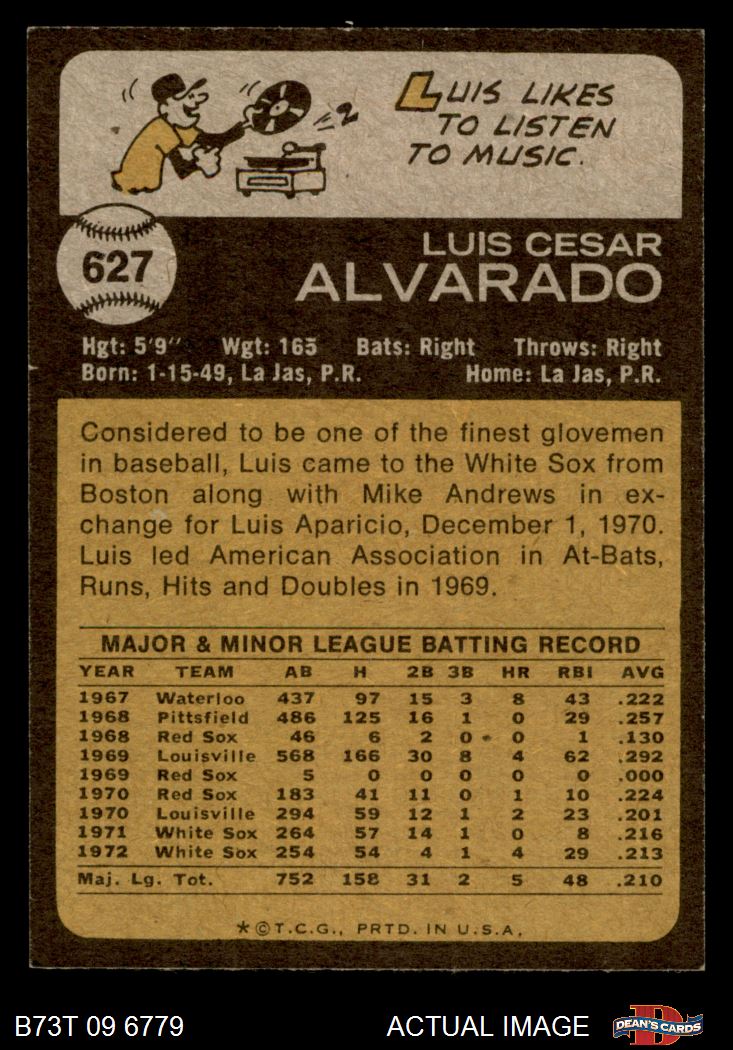 LUIS LIKES
TO LISTEN
TO MUSIC.
627
LUIS CESAR
ALVARADO
Hgt: 5'9" Wgt: 165 Bats: Right Throws: Right
Born: 1-15-49, La Jas, P.R. Home: La Jas, P.R.
Considered to be one of the finest glovemen
in baseball, Luis came to the White Sox from
Boston along with Mike Andrews in ex-
change for Luis Aparicio, December 1, 1970.
Luis led American Association in At-Bats,
Runs, Hits and Doubles in 1969.
MAJOR & MINOR LEAGUE BATTING RECORD
YEAR TEAM AB H 2B 3B HR RBI AVG
1967 Waterloo 437 97 15 3 8 43 .222
1968 Pittsfield 486 125 16 1 0 29 .257
1968 Red Sox 46 6 2 0 0 1 .130
1969 Louisville 568 166 30 8 4 62 .292
1969 Red Sox 5 0 0 0 0 0 .000
1970 Red Sox 183 41 11 0 1 10 .224
1970 Louisville 294 59 12 1 2 23 .201
1971 White Sox 264 57 14 1 0 8 .216
1972 White Sox 254 54 4 1 4 29 .213
Maj. Lg. Tot. 752 158 31 2 5 48 .210
*©T.C.G., PRTD. IN U.S.A.
B73T 09 6779 ACTUAL IMAGE D DEAN'S CARDS